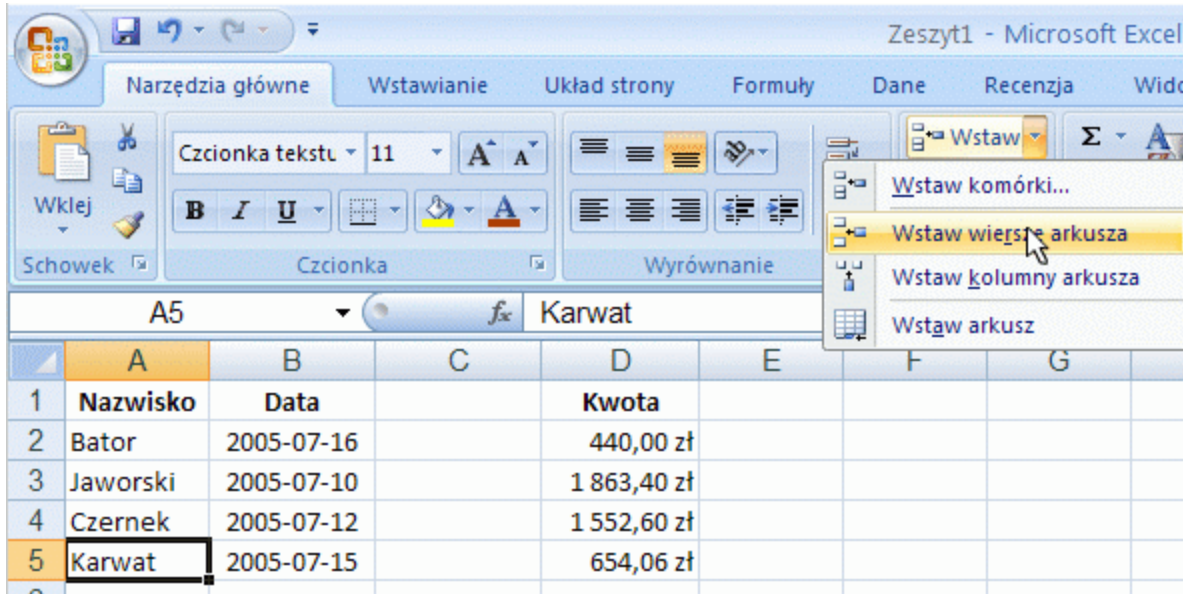 Zeszyt1 - Microsoft Excel
Narzędzia główne Wstawianie Układ strony Formuły Dane Recenzja
Czcionka tekstu 11 A A Wstaw Σ A
Wklej B I U A
Schowek Czcionka Wyrównanie
Wstaw komórki...
Wstaw wiersze arkusza
Wstaw kolumny arkusza
Wstaw arkusz
A5 fx Karwat
A B C D E F G
1 Nazwisko Data Kwota
2 Bator 2005-07-16 440,00 zł
3 Jaworski 2005-07-10 1 863,40 zł
4 Czernek 2005-07-12 1 552,60 zł
5 Karwat 2005-07-15 654,06 zł